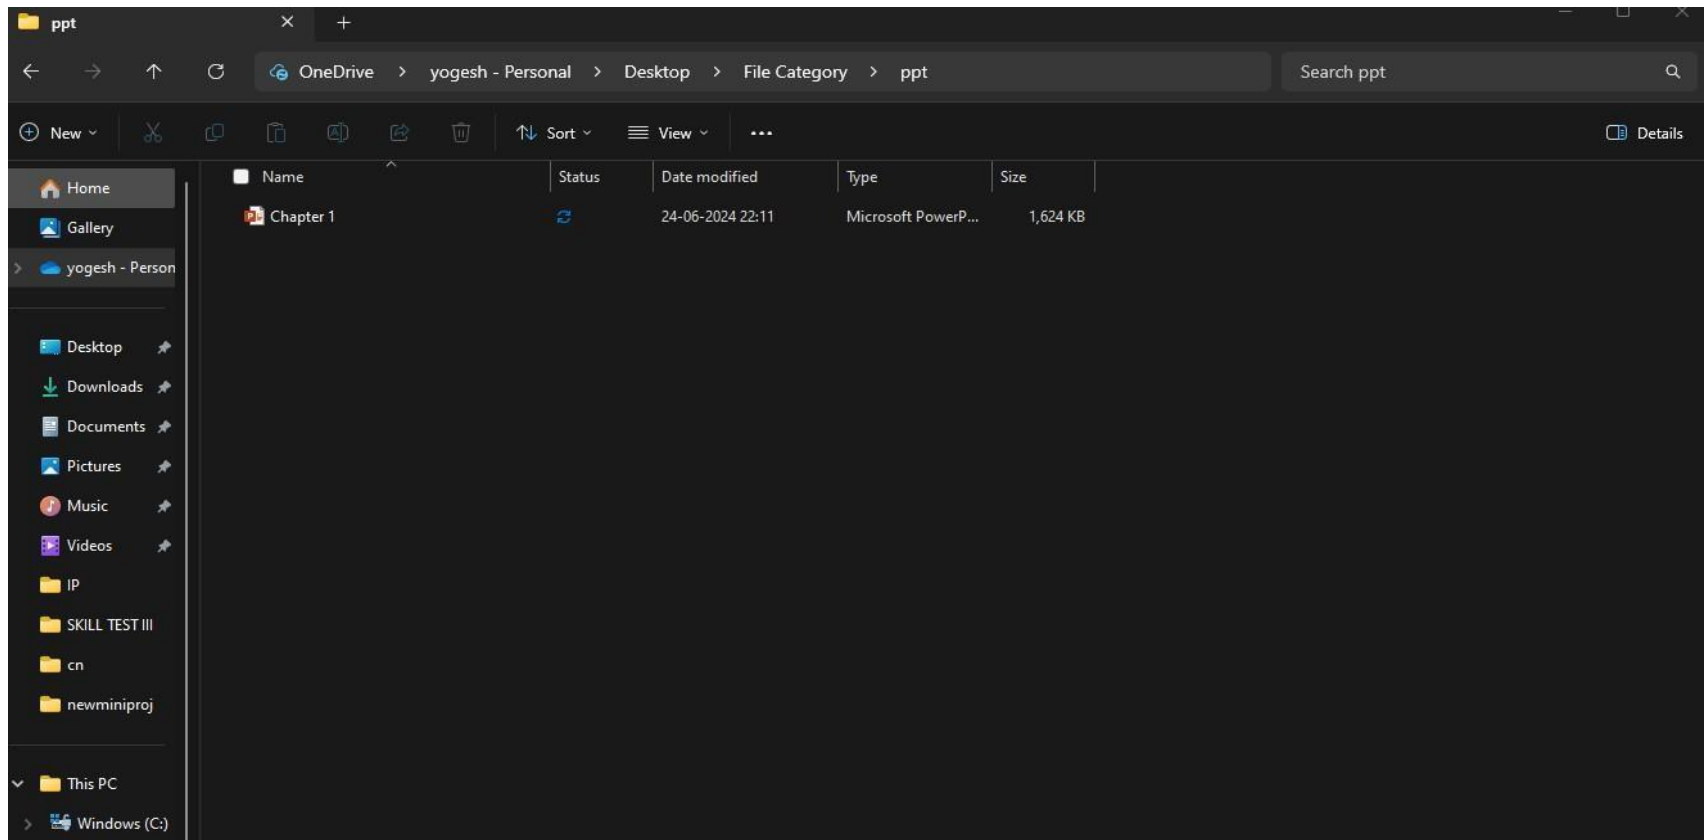 ppt
OneDrive > yogesh - Personal > Desktop > File Category > ppt
Search ppt
New
Sort
View
Details
Name Status Date modified Type Size
Chapter 1 24-06-2024 22:11 Microsoft PowerP... 1,624 KB
Home
Gallery
yogesh - Person
Desktop
Downloads
Documents
Pictures
Music
Videos
IP
SKILL TEST III
cn
newminiproj
This PC
Windows (C:)